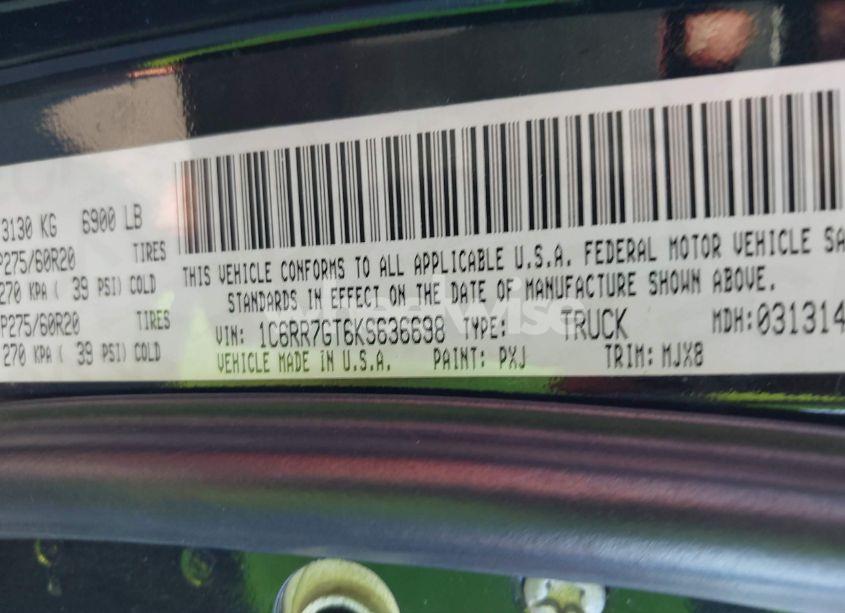 3130 KG 6900 LB
P275/60R20 TIRES
270 KPA ( 39 PSI) COLD
P275/60R20 TIRES
270 KPA ( 39 PSI) COLD
THIS VEHICLE CONFORMS TO ALL APPLICABLE U.S.A. FEDERAL MOTOR VEHICLE SA
STANDARDS IN EFFECT ON THE DATE OF MANUFACTURE SHOWN ABOVE.
VIN: 1C6RR7GT6KS636698 TYPE: TRUCK MDH:031314
VEHICLE MADE IN U.S.A. PAINT: PXJ TRIM: MJX8